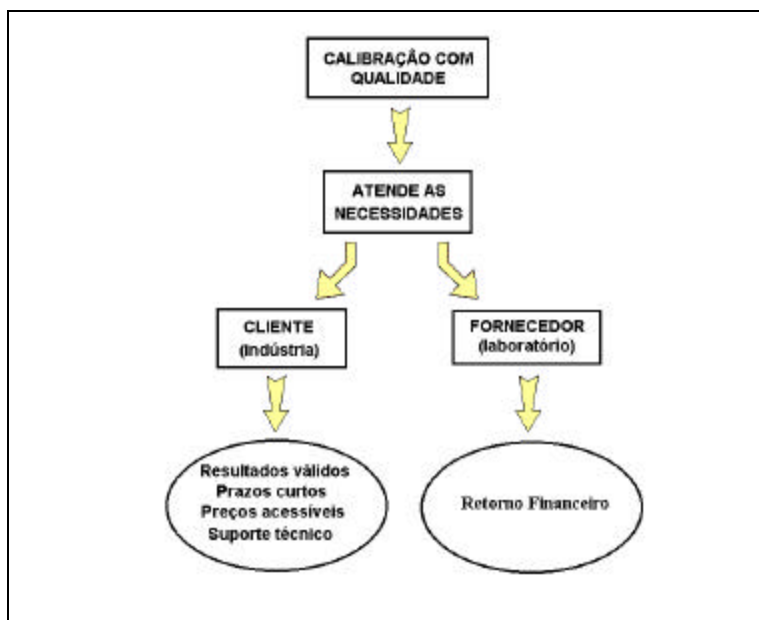 CALIBRAÇÃO COM
QUALIDADE
ATENDE AS
NECESSIDADES
CLIENTE
(indústria)
FORNECEDOR
(laboratório)
Resultados válidos
Prazos curtos
Preços acessíveis
Suporte técnico
Retorno Financeiro